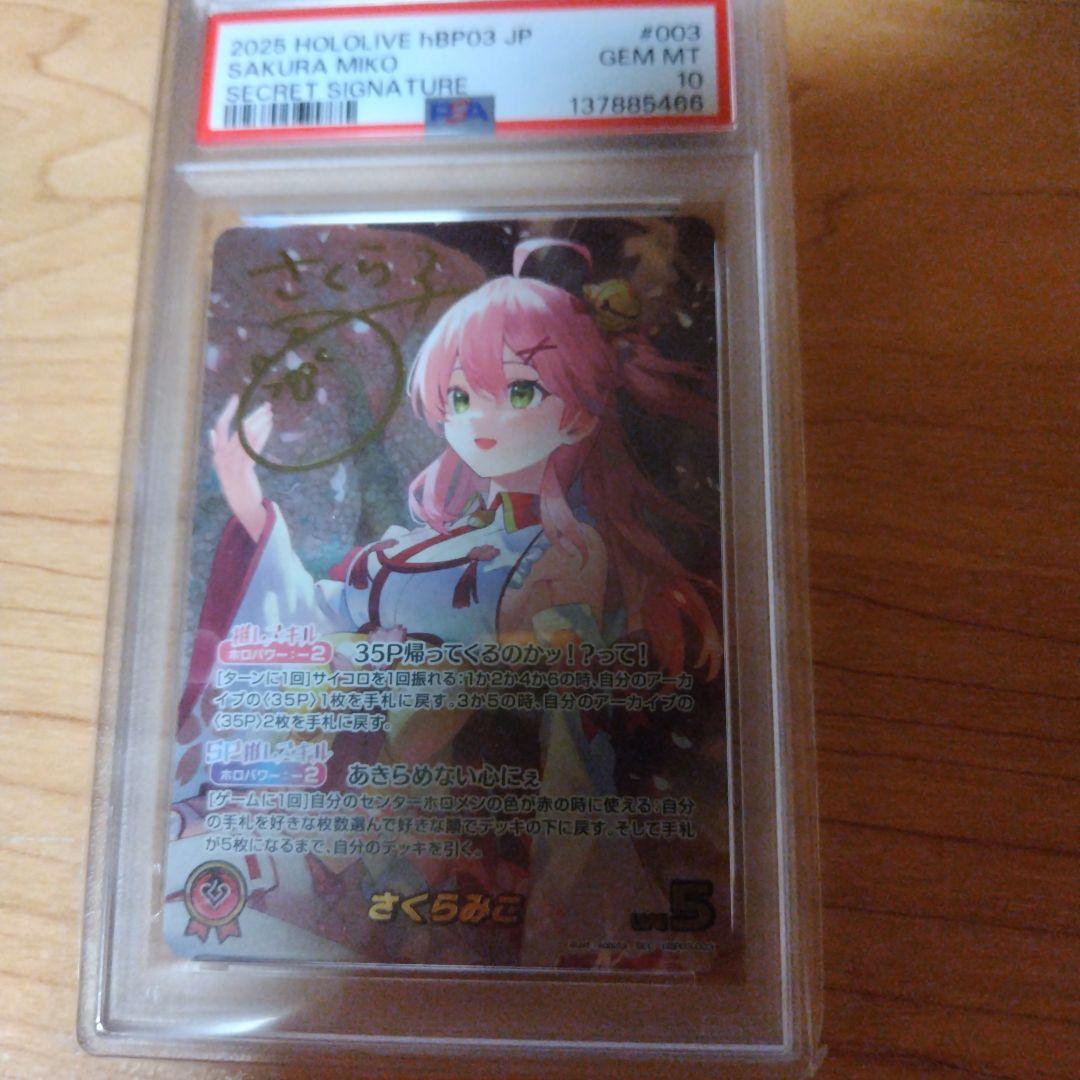 2025 HOLOLIVE hBP03 JP #003
SAKURA MIKO GEM MT
SECRET SIGNATURE 10
PSA 137885466
さくら
推しスキル
ホロパワー：－2 35P帰ってくるのかッ！？って！
[ターンに1回]サイコロを1回振れる：1か2か4か6の時、自分のアーカ
イブの〈35P〉1枚を手札に戻す。3か5の時、自分のアーカイブの
〈35P〉2枚を手札に戻す。
SP推しスキル
ホロパワー：－2 あきらめない心にぇ
[ゲームに1回]自分のセンターホロメンの色が赤の時に使える：自分
の手札を好きな枚数選んで好きな順でデッキの下に戻す。そして手札
が5枚になるまで、自分のデッキを引く。
さくらみこ
LIFE 5